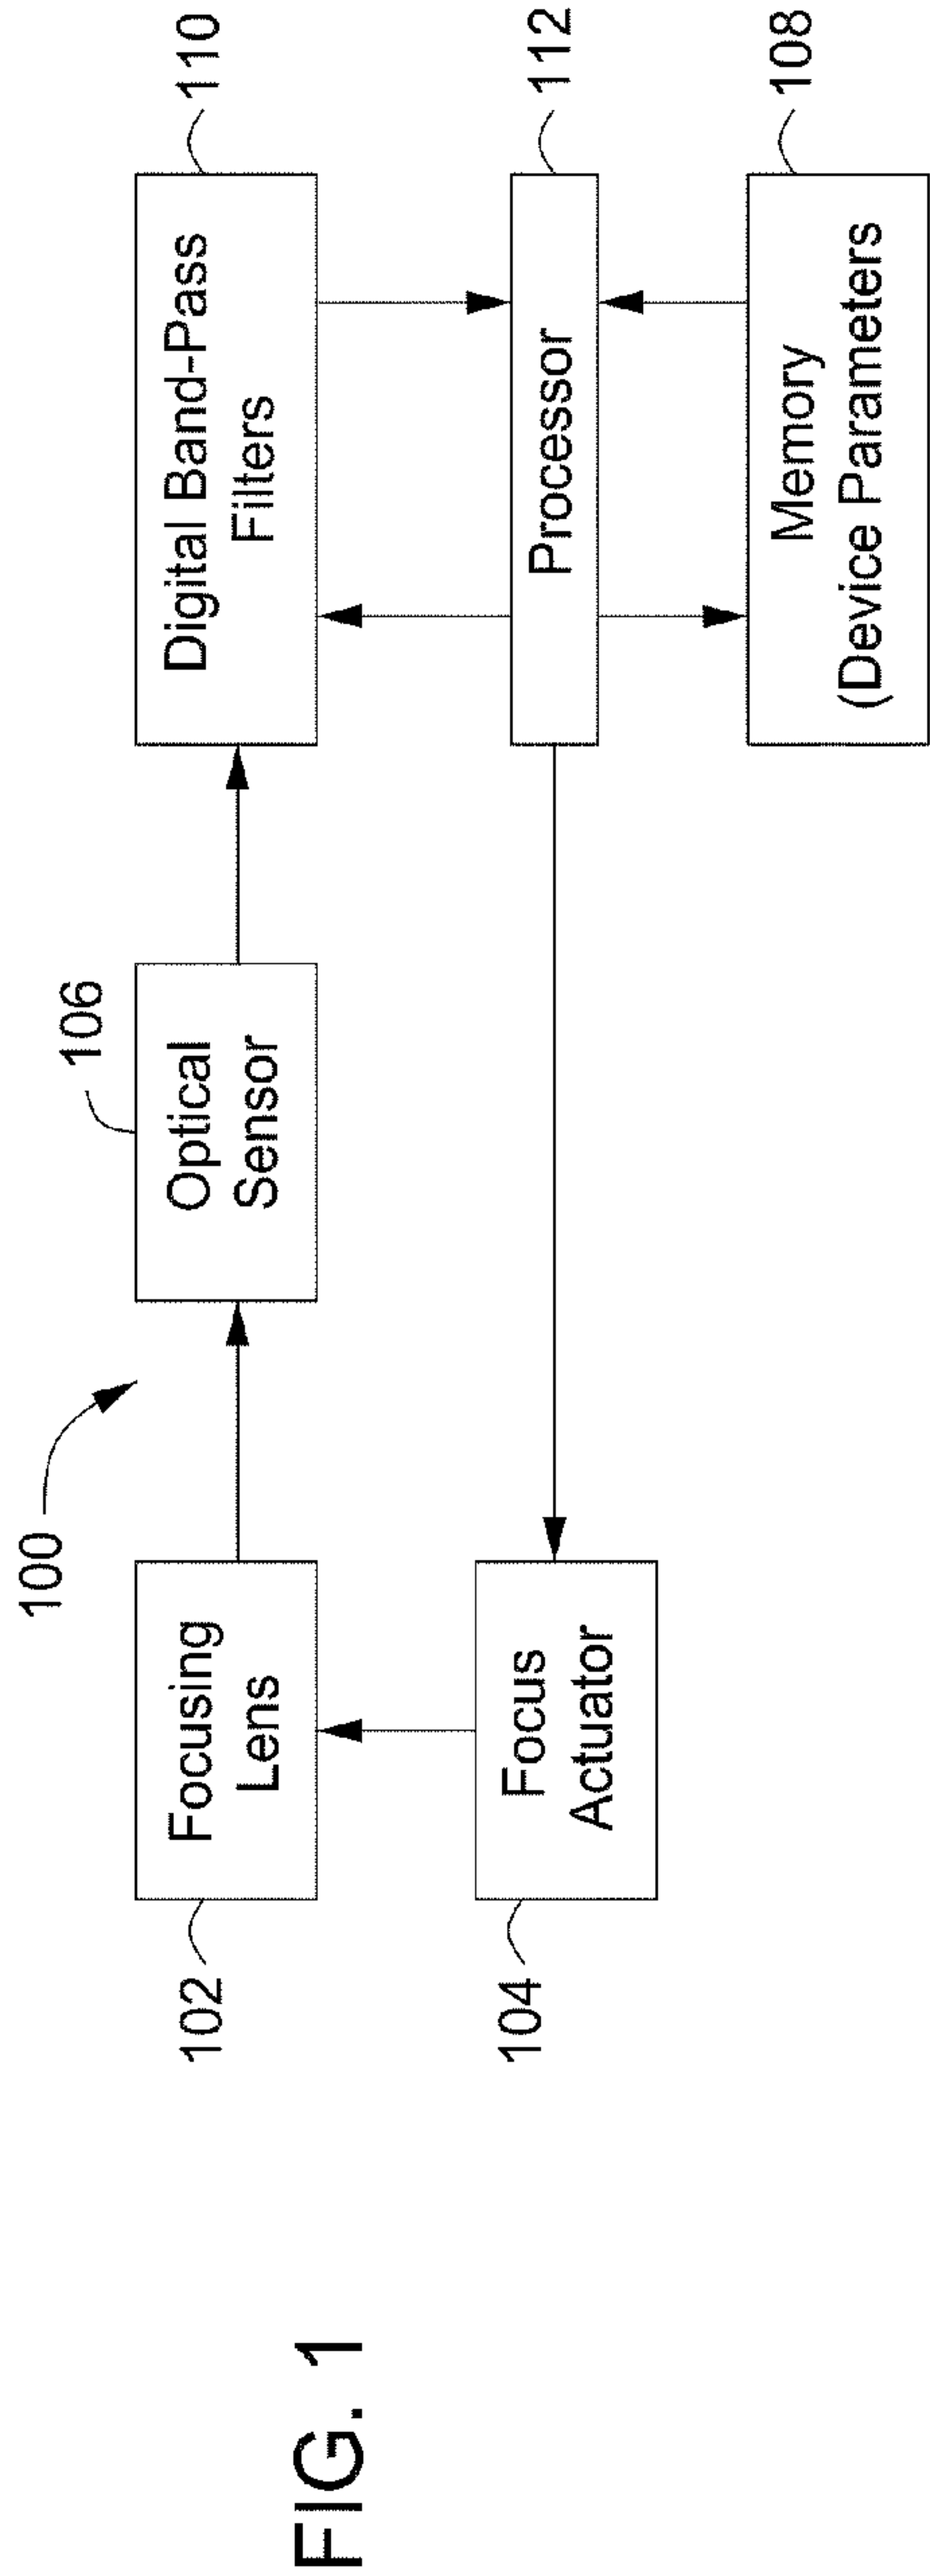 100
106
110
Focusing
Lens
Optical
Sensor
Digital Band-Pass
Filters
102
112
Focus
Actuator
Processor
104
108
Memory
(Device Parameters
FIG. 1